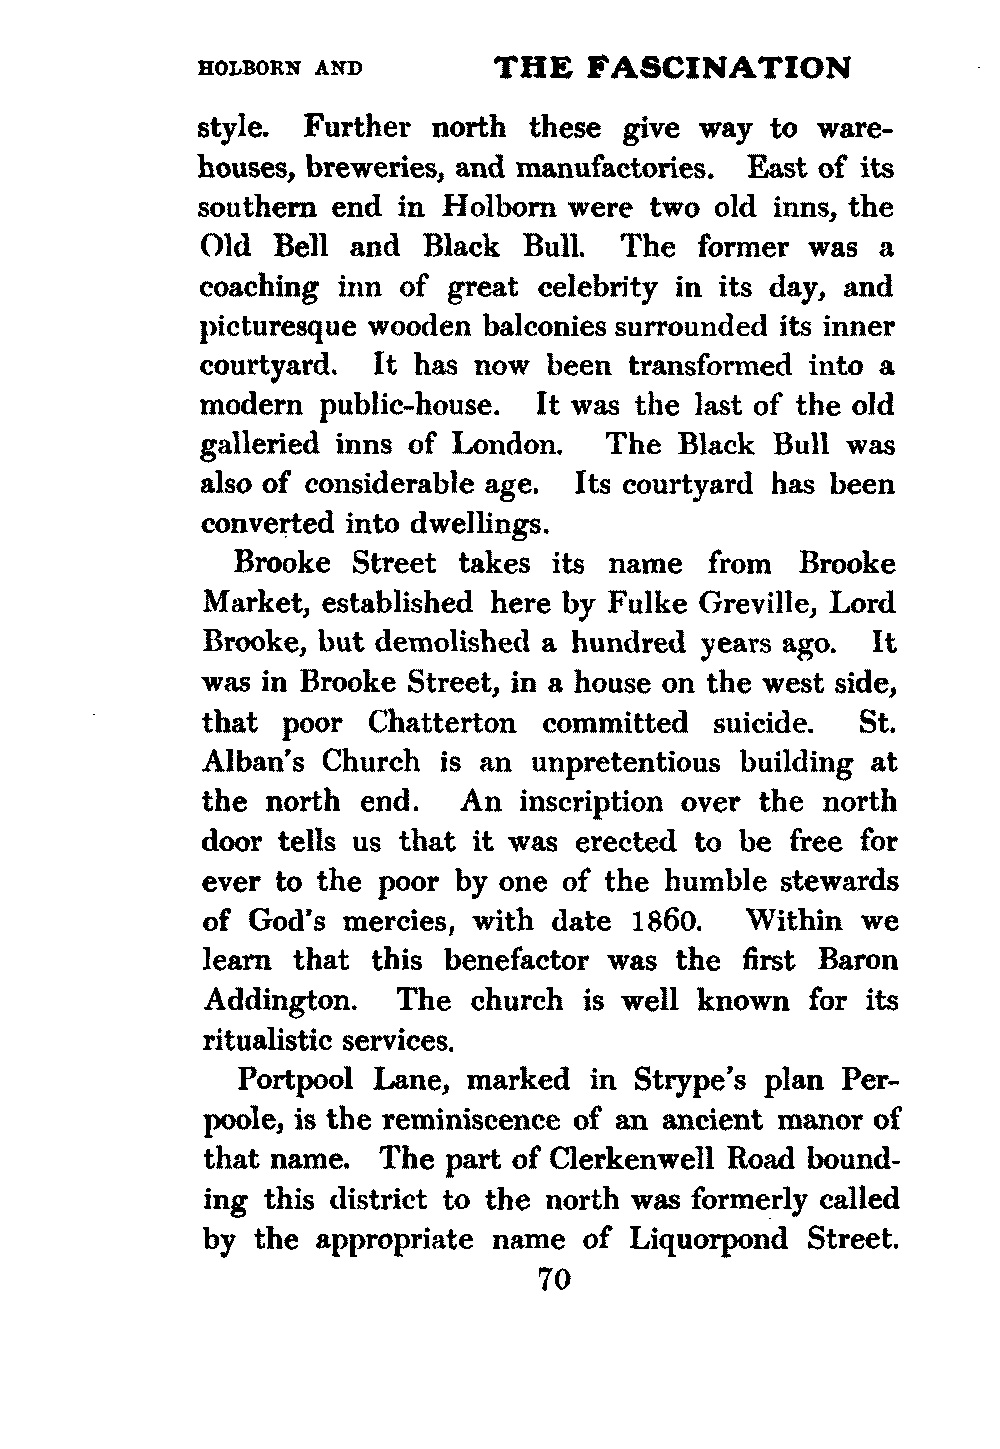 HOLBORN AND THE FASCINATION
style. Further north these give way to ware-
houses, breweries, and manufactories. East of its
southern end in Holborn were two old inns, the
Old Bell and Black Bull. The former was a
coaching inn of great celebrity in its day, and
picturesque wooden balconies surrounded its inner
courtyard. It has now been transformed into a
modern public-house. It was the last of the old
galleried inns of London. The Black Bull was
also of considerable age. Its courtyard has been
converted into dwellings.
Brooke Street takes its name from Brooke
Market, established here by Fulke Greville, Lord
Brooke, but demolished a hundred years ago. It
was in Brooke Street, in a house on the west side,
that poor Chatterton committed suicide. St.
Alban's Church is an unpretentious building at
the north end. An inscription over the north
door tells us that it was erected to be free for
ever to the poor by one of the humble stewards
of God's mercies, with date 1860. Within we
learn that this benefactor was the first Baron
Addington. The church is well known for its
ritualistic services.
Portpool Lane, marked in Strype's plan Per-
poole, is the reminiscence of an ancient manor of
that name. The part of Clerkenwell Road bound-
ing this district to the north was formerly called
by the appropriate name of Liquorpond Street.
70